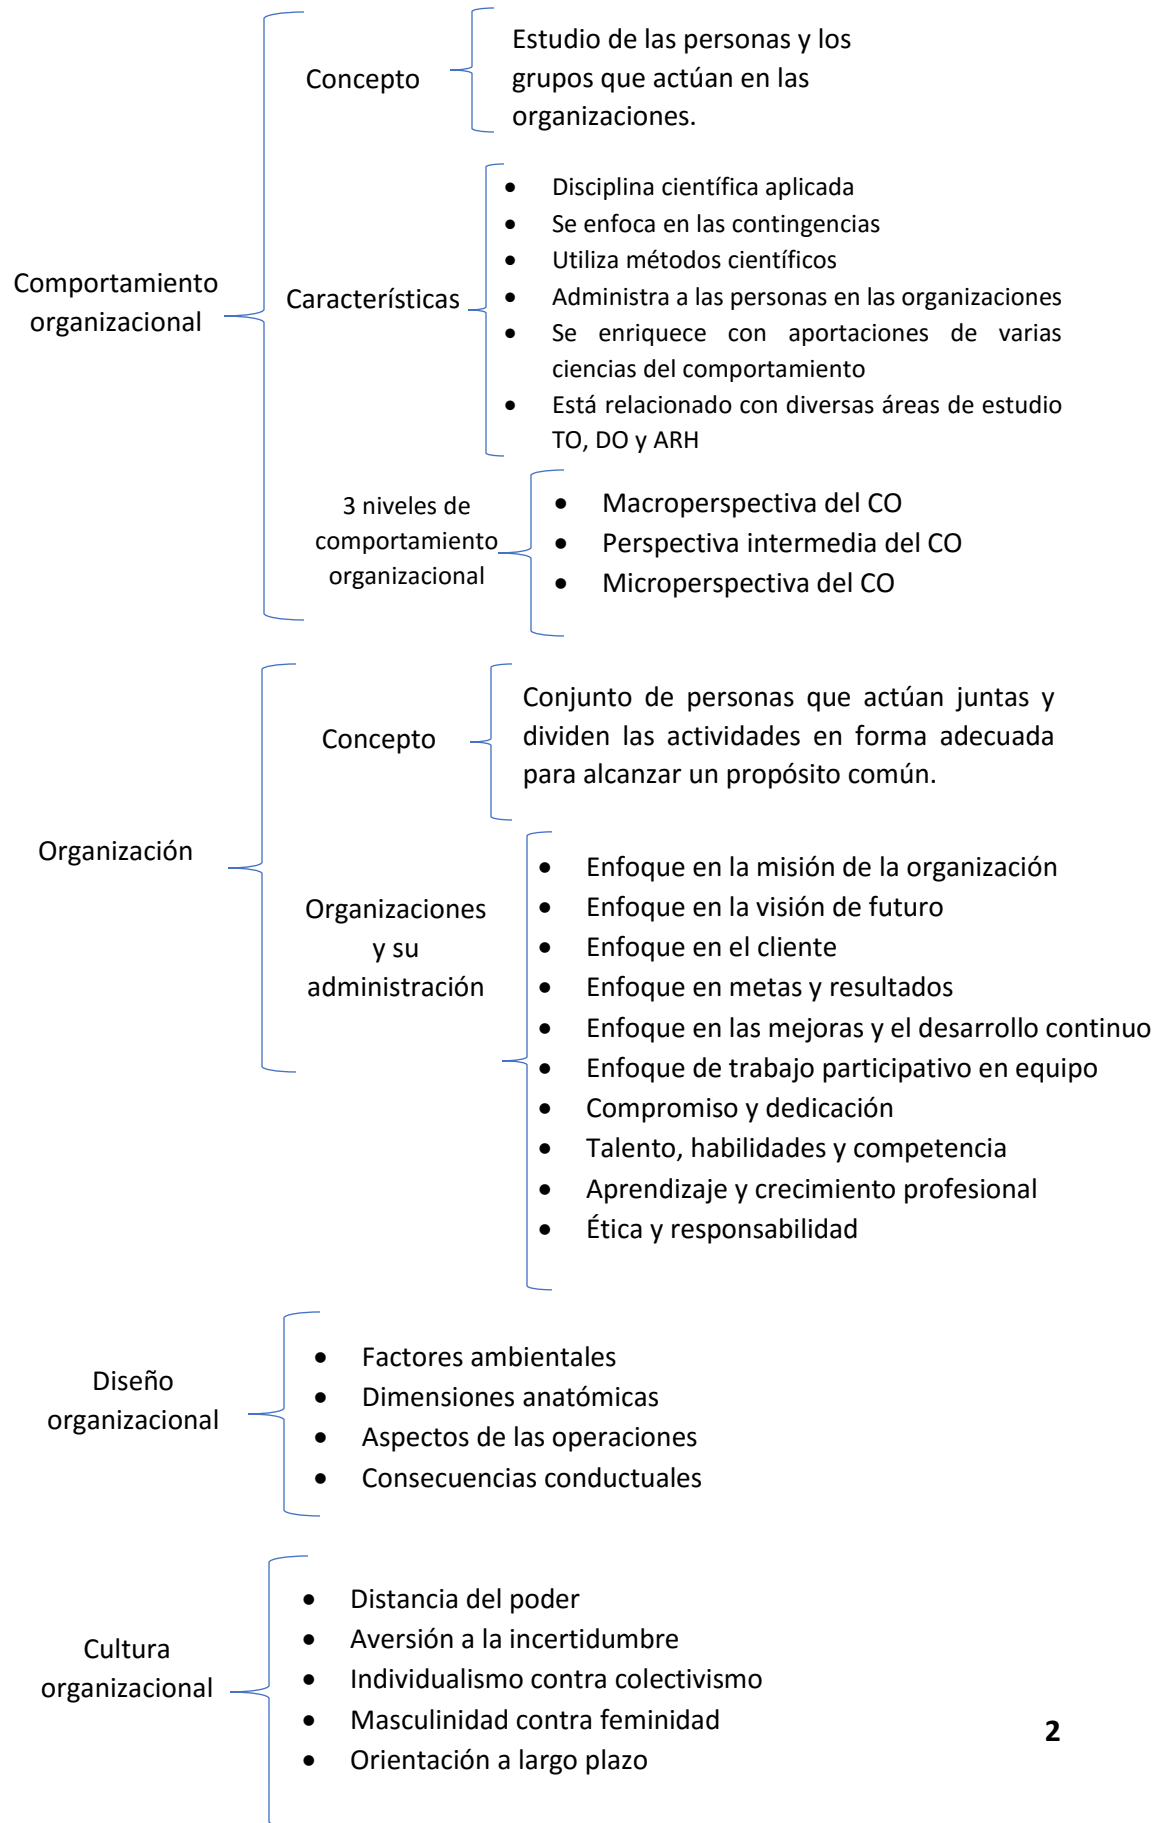 Comportamiento
organizacional
Concepto
Estudio de las personas y los
grupos que actúan en las
organizaciones.
Características
• Disciplina científica aplicada
• Se enfoca en las contingencias
• Utiliza métodos científicos
• Administra a las personas en las organizaciones
• Se enriquece con aportaciones de varias
ciencias del comportamiento
• Está relacionado con diversas áreas de estudio
TO, DO y ARH
3 niveles de
comportamiento
organizacional
• Macroperspectiva del CO
• Perspectiva intermedia del CO
• Microperspectiva del CO
Organización
Concepto
Conjunto de personas que actúan juntas y
dividen las actividades en forma adecuada
para alcanzar un propósito común.
Organizaciones
y su
administración
• Enfoque en la misión de la organización
• Enfoque en la visión de futuro
• Enfoque en el cliente
• Enfoque en metas y resultados
• Enfoque en las mejoras y el desarrollo continuo
• Enfoque de trabajo participativo en equipo
• Compromiso y dedicación
• Talento, habilidades y competencia
• Aprendizaje y crecimiento profesional
• Ética y responsabilidad
Diseño
organizacional
• Factores ambientales
• Dimensiones anatómicas
• Aspectos de las operaciones
• Consecuencias conductuales
Cultura
organizacional
• Distancia del poder
• Aversión a la incertidumbre
• Individualismo contra colectivismo
• Masculinidad contra feminidad
• Orientación a largo plazo
2